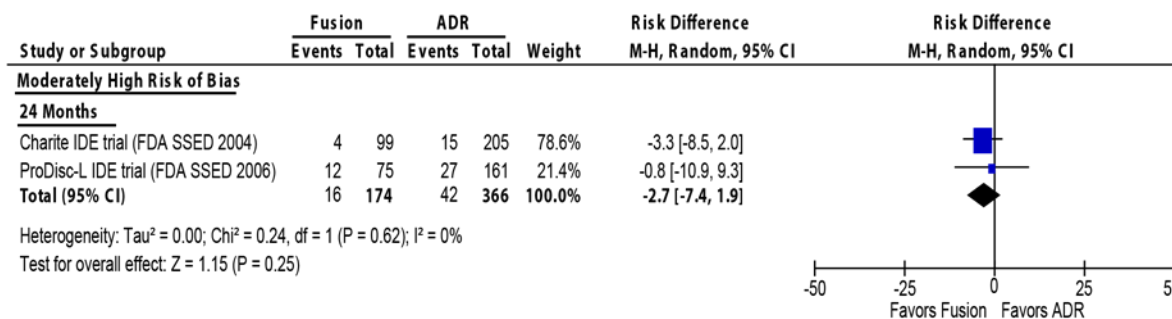 Fusion ADR Risk Difference Risk Difference
Study or Subgroup Events Total Events Total Weight M-H, Random, 95% CI M-H, Random, 95% CI
Moderately High Risk of Bias
24 Months
Charite IDE trial (FDA SSED 2004) 4 99 15 205 78.6% -3.3 [-8.5, 2.0]
ProDisc-L IDE trial (FDA SSED 2006) 12 75 27 161 21.4% -0.8 [-10.9, 9.3]
Total (95% CI) 16 174 42 366 100.0% -2.7 [-7.4, 1.9]
Heterogeneity: Tau² = 0.00; Chi² = 0.24, df = 1 (P = 0.62); I² = 0%
Test for overall effect: Z = 1.15 (P = 0.25)
-50 -25 0 25 5
Favors Fusion Favors ADR